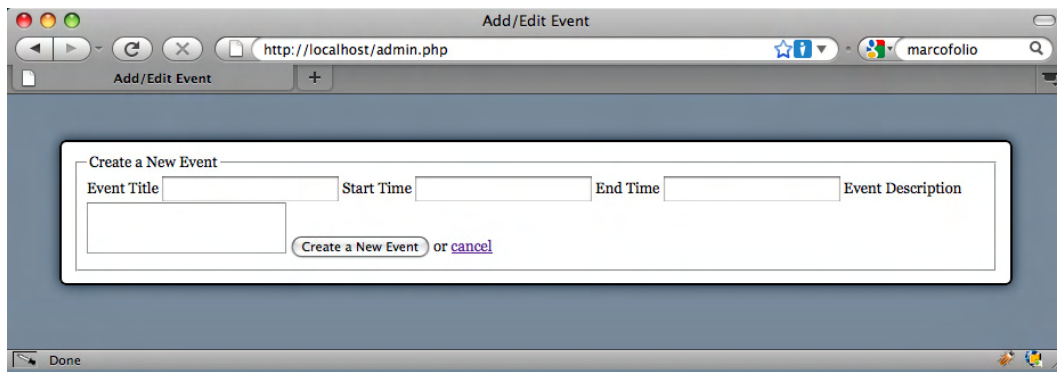 Add/Edit Event
http://localhost/admin.php
marcofolio
Add/Edit Event
Create a New Event
Event Title Start Time End Time Event Description
Create a New Event or cancel
Done